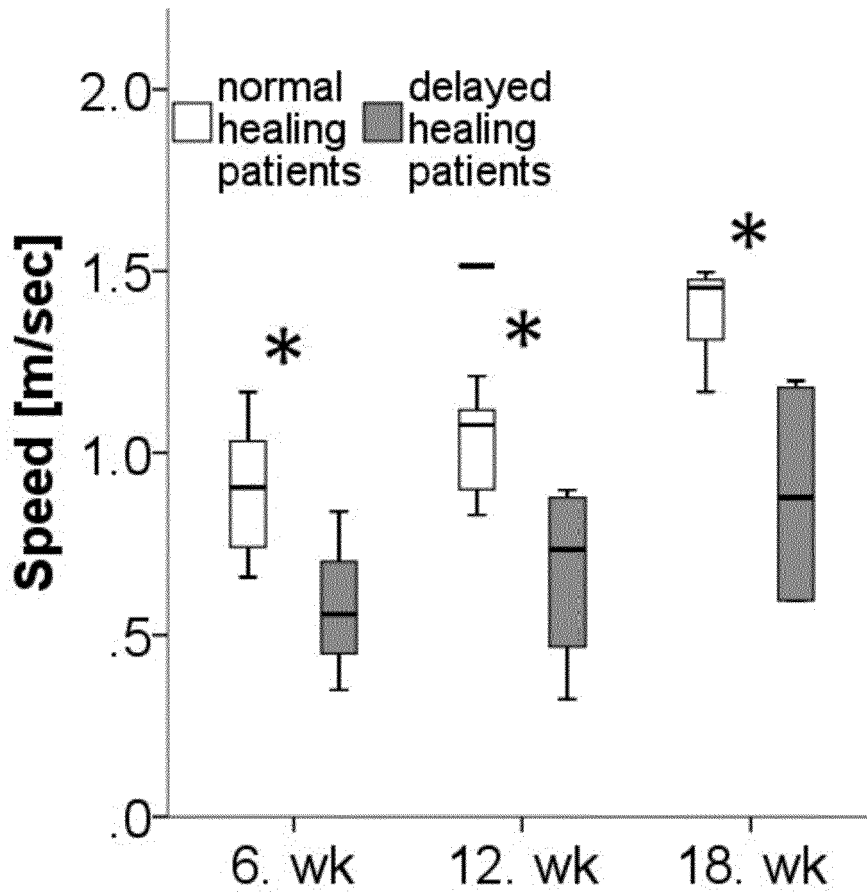 2.0
normal
healing
patients
delayed
healing
patients
1.5
1.0
.5
.0
Speed [m/sec]
*
*
*
6. wk
12. wk
18. wk